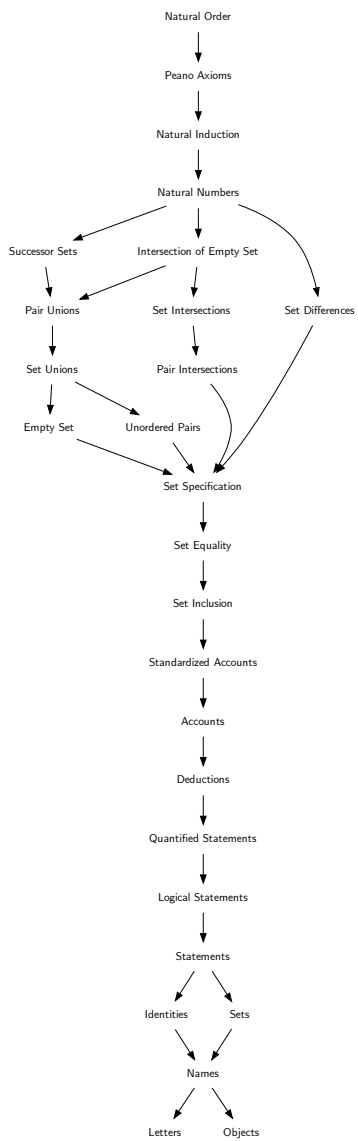 Natural Order
Peano Axioms
Natural Induction
Natural Numbers
Successor Sets
Intersection of Empty Set
Pair Unions
Set Intersections
Set Differences
Set Unions
Pair Intersections
Empty Set
Unordered Pairs
Set Specification
Set Equality
Set Inclusion
Standardized Accounts
Accounts
Deductions
Quantified Statements
Logical Statements
Statements
Identities
Sets
Names
Letters
Objects